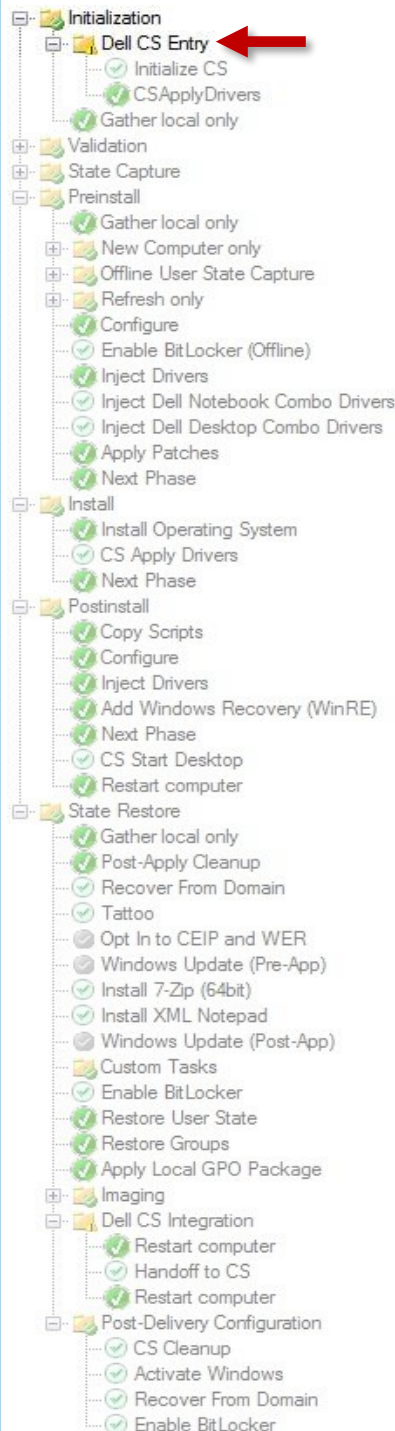 Initialization
Dell CS Entry
Initialize CS
CSApplyDrivers
Gather local only
Validation
State Capture
Preinstall
Gather local only
New Computer only
Offline User State Capture
Refresh only
Configure
Enable BitLocker (Offline)
Inject Drivers
Inject Dell Notebook Combo Drivers
Inject Dell Desktop Combo Drivers
Apply Patches
Next Phase
Install
Install Operating System
CS Apply Drivers
Next Phase
Postinstall
Copy Scripts
Configure
Inject Drivers
Add Windows Recovery (WinRE)
Next Phase
CS Start Desktop
Restart computer
State Restore
Gather local only
Post-Apply Cleanup
Recover From Domain
Tattoo
Opt In to CEIP and WER
Windows Update (Pre-App)
Install 7-Zip (64bit)
Install XML Notepad
Windows Update (Post-App)
Custom Tasks
Enable BitLocker
Restore User State
Restore Groups
Apply Local GPO Package
Imaging
Dell CS Integration
Restart computer
Handoff to CS
Restart computer
Post-Delivery Configuration
CS Cleanup
Activate Windows
Recover From Domain
Enable BitLocker